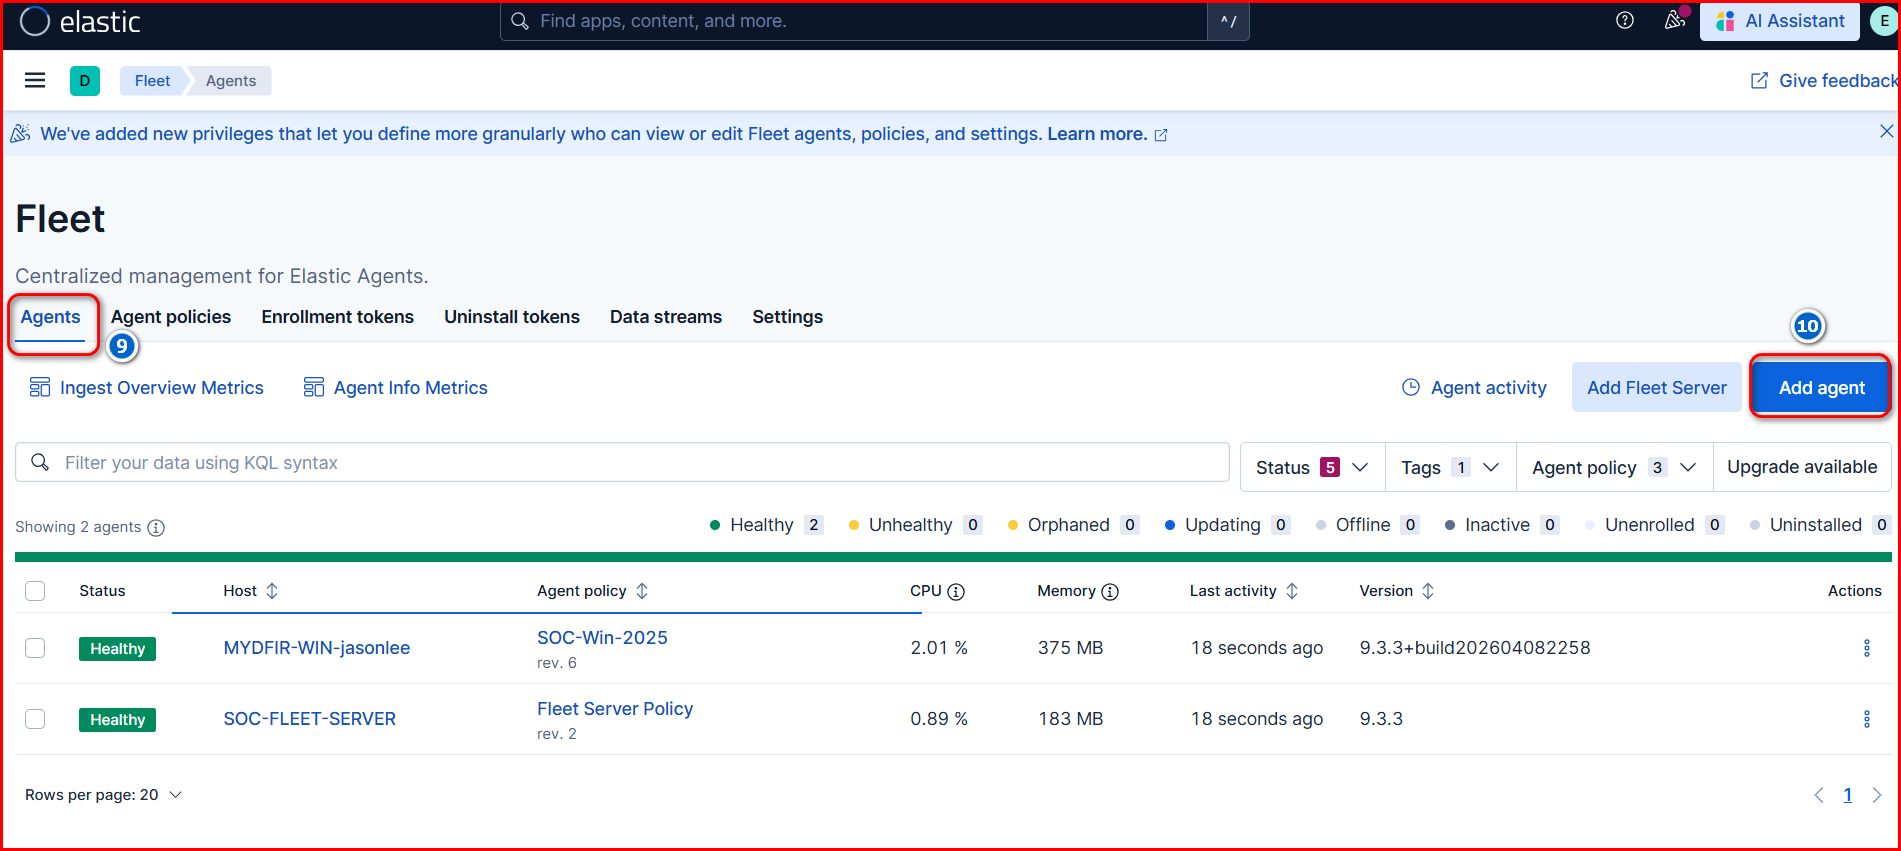 elastic
Find apps, content, and more.
^/
AI Assistant
E
D
Fleet
Agents
Give feedback
We've added new privileges that let you define more granularly who can view or edit Fleet agents, policies, and settings. Learn more.
Fleet
Centralized management for Elastic Agents.
Agents
Agent policies
Enrollment tokens
Uninstall tokens
Data streams
Settings
9
10
Ingest Overview Metrics
Agent Info Metrics
Agent activity
Add Fleet Server
Add agent
Filter your data using KQL syntax
Status 5
Tags 1
Agent policy 3
Upgrade available
Showing 2 agents
Healthy 2
Unhealthy 0
Orphaned 0
Updating 0
Offline 0
Inactive 0
Unenrolled 0
Uninstalled 0
Status
Host
Agent policy
CPU
Memory
Last activity
Version
Actions
Healthy
MYDFIR-WIN-jasonlee
SOC-Win-2025
rev. 6
2.01 %
375 MB
18 seconds ago
9.3.3+build202604082258
Healthy
SOC-FLEET-SERVER
Fleet Server Policy
rev. 2
0.89 %
183 MB
18 seconds ago
9.3.3
Rows per page: 20
1